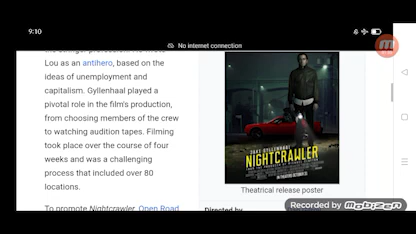 9:10
No internet connection
Lou as an antihero, based on the
ideas of unemployment and
capitalism. Gyllenhaal played a
pivotal role in the film's production,
from choosing members of the crew
to watching audition tapes. Filming
took place over the course of four
weeks and was a challenging
process that included over 80
locations.
To promote Nightcrawler, Open Road
JAKE GYLLENHAAL
NIGHTCRAWLER
Theatrical release poster
Directed by
Recorded by
MOBIZEN